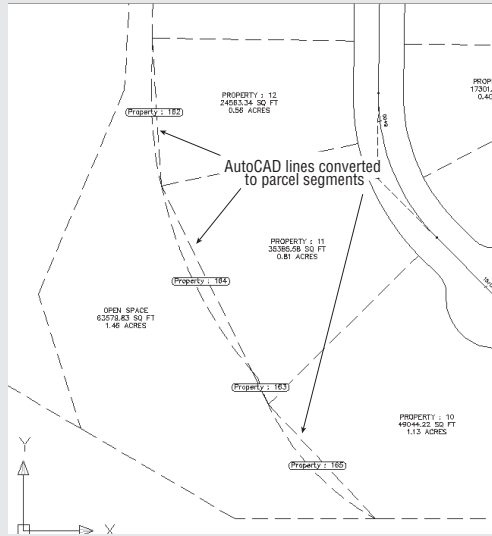 PROPERTY : 12
24583.34 SQ FT
0.56 ACRES
Property : 162
AutoCAD lines converted
to parcel segments
PROPERTY : 11
35385.58 SQ FT
0.81 ACRES
Property : 164
OPEN SPACE
63579.83 SQ FT
1.46 ACRES
Property : 163
PROPERTY : 10
49044.22 SQ FT
1.13 ACRES
Property : 165
Y
X